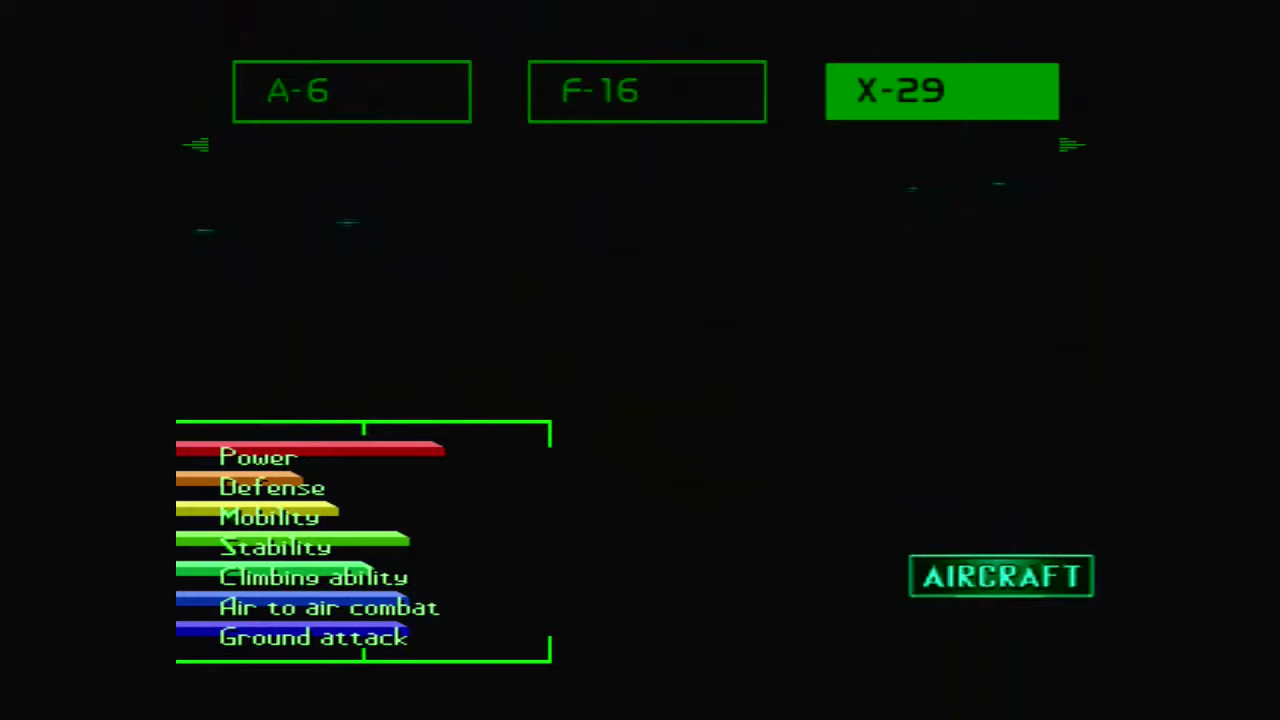 A-6
F-16
X-29
Power
Defense
Mobility
Stability
Climbing ability
Air to air combat
Ground attack
AIRCRAFT